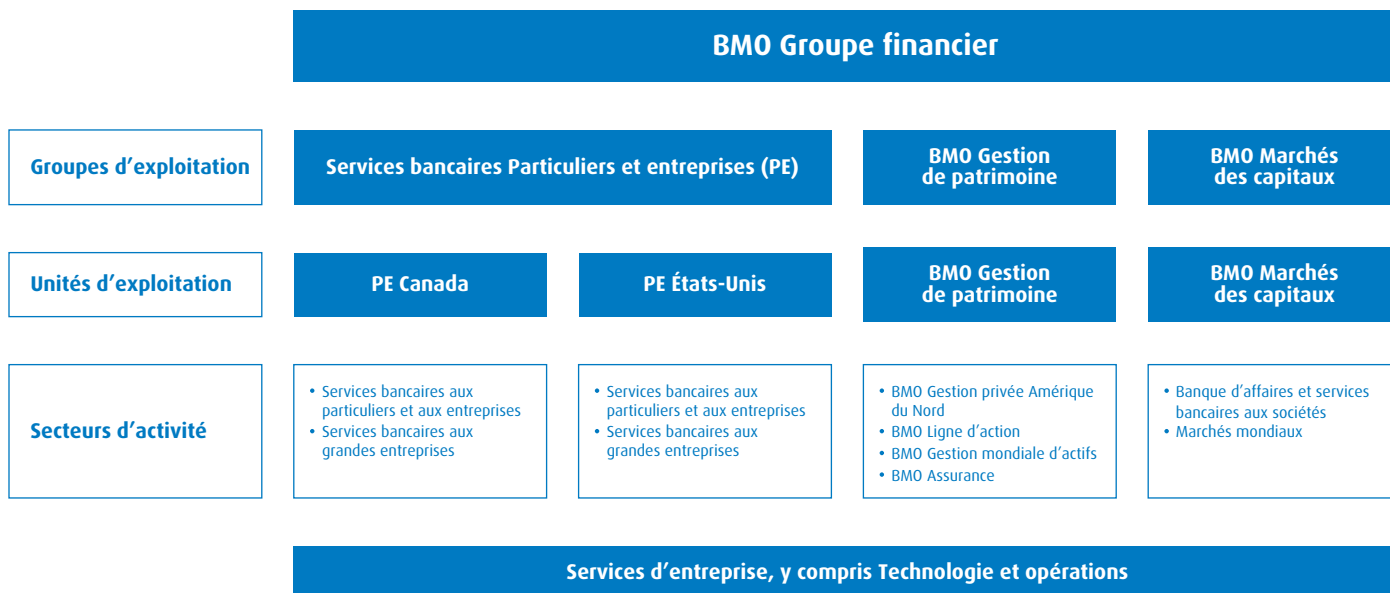 BMO Groupe financier
Groupes d’exploitation
Services bancaires Particuliers et entreprises (PE)
BMO Gestion
de patrimoine
BMO Marchés
des capitaux
Unités d’exploitation
PE Canada
PE États-Unis
BMO Gestion
de patrimoine
BMO Marchés
des capitaux
Secteurs d’activité
• Services bancaires aux
particuliers et aux entreprises
• Services bancaires aux
grandes entreprises
• Services bancaires aux
particuliers et aux entreprises
• Services bancaires aux
grandes entreprises
• BMO Gestion privée Amérique
du Nord
• BMO Ligne d’action
• BMO Gestion mondiale d’actifs
• BMO Assurance
• Banque d’affaires et services
bancaires aux sociétés
• Marchés mondiaux
Services d’entreprise, y compris Technologie et opérations